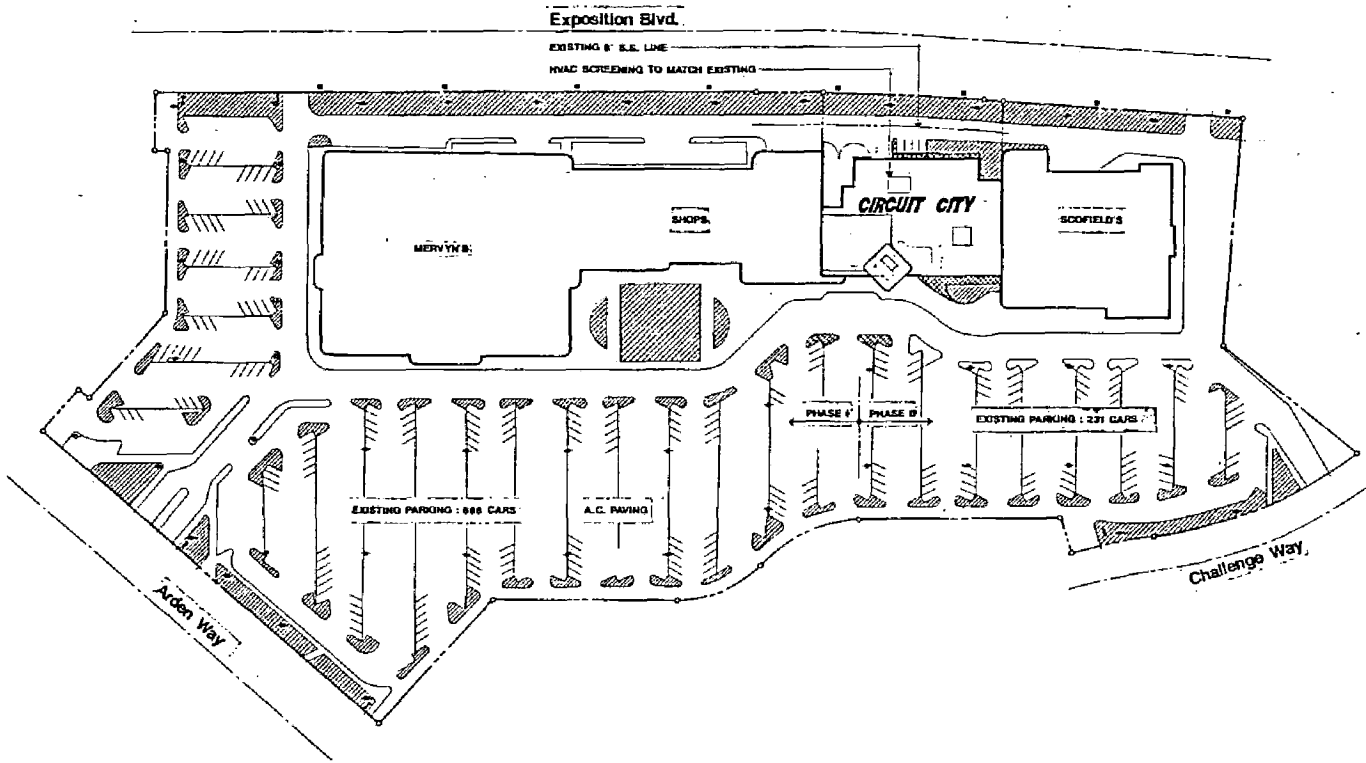 Exposition Blvd.
EXISTING 8' S.S. LINE
HVAC SCREENING TO MATCH EXISTING
CIRCUIT CITY
SHOPS
SCOFIELD'S
MERVYN'S
PHASE I
PHASE II
EXISTING PARKING : 231 CARS
EXISTING PARKING : CARS
A.C. PAVING
Arden Way
Challenge Way